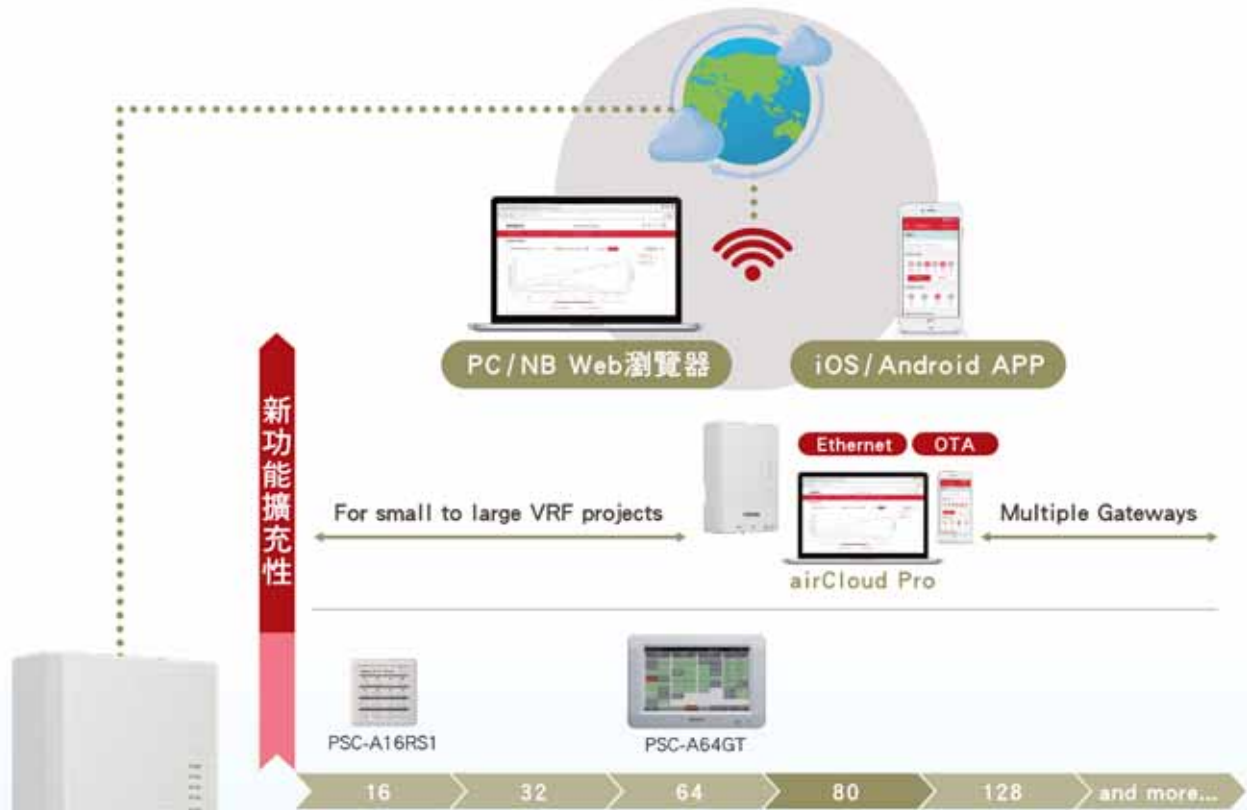 PC/NB Web瀏覽器
iOS/Android APP
新功能擴充性
Ethernet
OTA
For small to large VRF projects
Multiple Gateways
airCloud Pro
PSC-A16RS1
PSC-A64GT
16
32
64
80
128
and more...